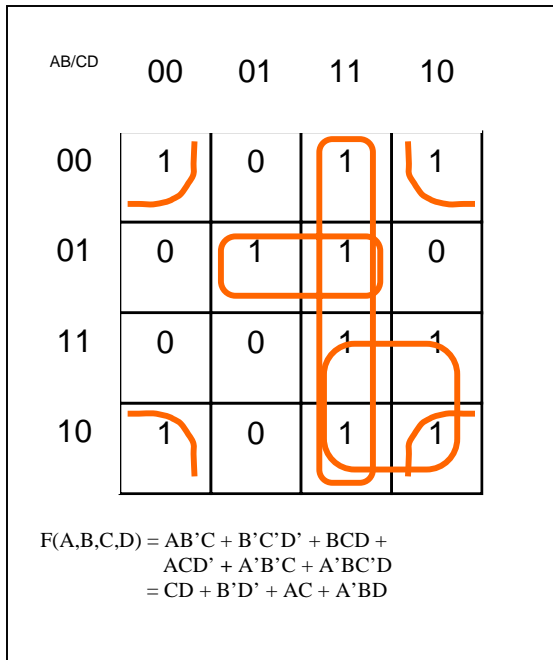 AB/CD 00 01 11 10
00 1 0 1 1
01 0 1 1 0
11 0 0 1 1
10 1 0 1 1
F(A,B,C,D) = AB’C + B’C’D’ + BCD +
ACD’ + A’B’C + A’BC’D
= CD + B’D’ + AC + A’BD